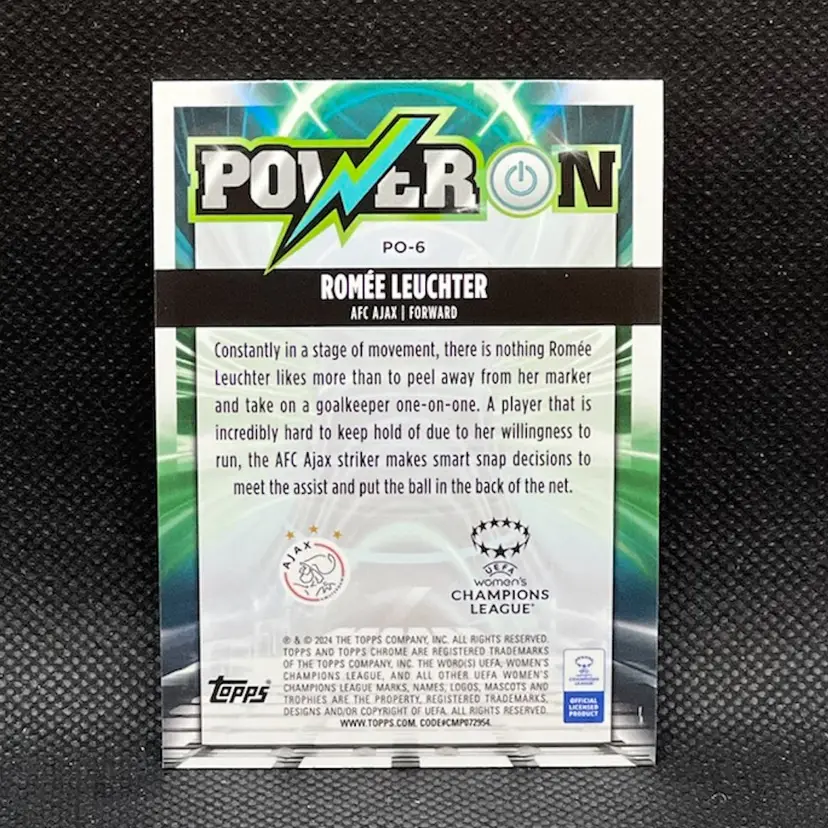 POWER ON
PO-6
ROMÉE LEUCHTER
AFC AJAX | FORWARD
Constantly in a stage of movement, there is nothing Romée
Leuchter likes more than to peel away from her marker
and take on a goalkeeper one-on-one. A player that is
incredibly hard to keep hold of due to her willingness to
run, the AFC Ajax striker makes smart snap decisions to
meet the assist and put the ball in the back of the net.
AJAX
UEFA
WOMEN'S
CHAMPIONS
LEAGUE®
® & © 2024 THE TOPPS COMPANY, INC. ALL RIGHTS RESERVED.
TOPPS AND TOPPS CHROME ARE REGISTERED TRADEMARKS
OF THE TOPPS COMPANY, INC. THE WORD(S) UEFA, WOMEN'S
CHAMPIONS LEAGUE, AND ALL OTHER UEFA WOMEN'S
CHAMPIONS LEAGUE MARKS, NAMES, LOGOS, MASCOTS AND
TROPHIES ARE THE PROPERTY, REGISTERED TRADEMARKS,
DESIGNS AND/OR COPYRIGHT OF UEFA. ALL RIGHTS RESERVED.
WWW.TOPPS.COM. CODE#CMP072954.
Topps®
CHAMPIONS
LEAGUE
OFFICIAL
LICENSED
PRODUCT